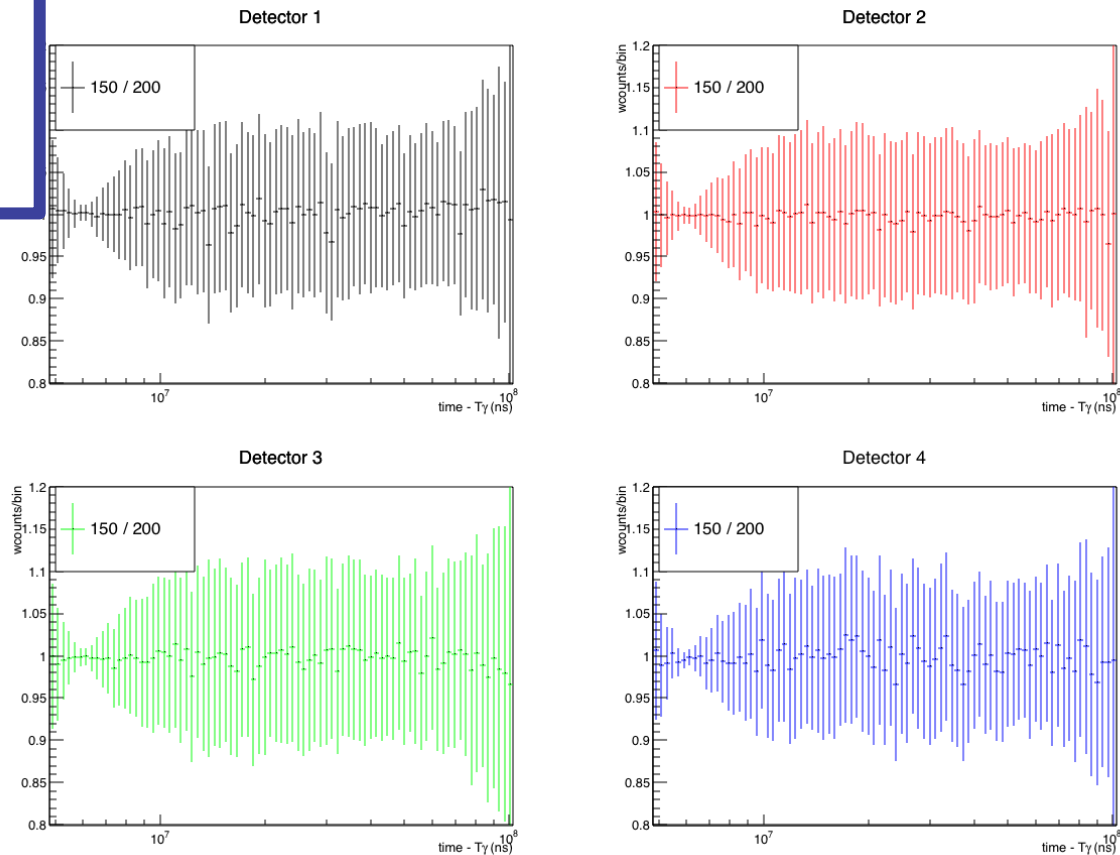 Detector 1
150 / 200
0.95
0.9
0.85
0.8
10⁷
10⁸
time - Tγ (ns)
Detector 2
wcounts/bin
1.2
1.15
150 / 200
1.1
1.05
1
0.95
0.9
0.85
0.8
10⁷
10⁸
time - Tγ (ns)
Detector 3
wcounts/bin
1.2
1.15
150 / 200
1.1
1.05
1
0.95
0.9
0.85
0.8
10⁷
10⁸
time - Tγ (ns)
Detector 4
wcounts/bin
1.2
1.15
150 / 200
1.1
1.05
1
0.95
0.9
0.85
0.8
10⁷
10⁸
time - Tγ (ns)